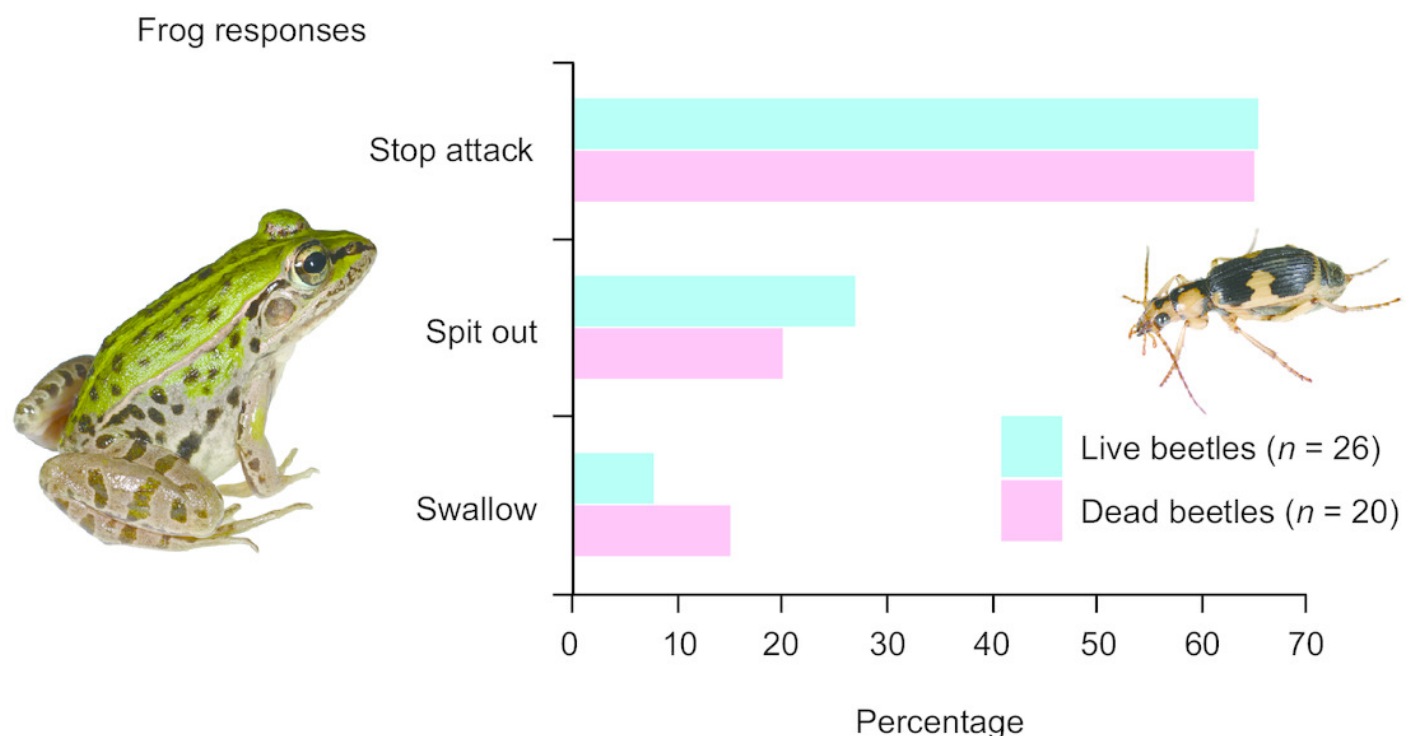 Frog responses
Stop attack
Spit out
Swallow
Live beetles (n = 26)
Dead beetles (n = 20)
0 10 20 30 40 50 60 70
Percentage